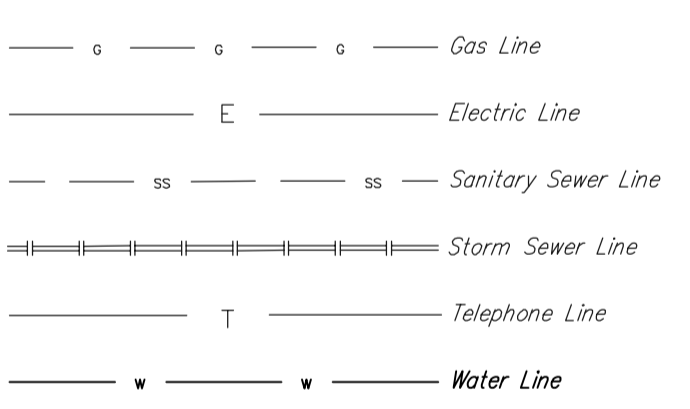 G G G Gas Line
E Electric Line
SS SS Sanitary Sewer Line
Storm Sewer Line
T Telephone Line
W W Water Line